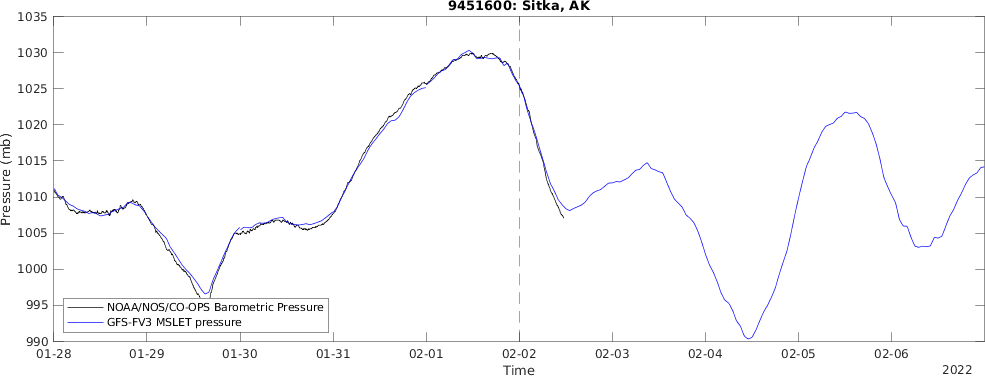 9451600: Sitka, AK
1035
1030
1025
1020
1015
1010
1005
1000
995
990
Pressure (mb)
NOAA/NOS/CO-OPS Barometric Pressure
GFS-FV3 MSLET pressure
01-28 01-29 01-30 01-31 02-01 02-02 02-03 02-04 02-05 02-06
Time
2022